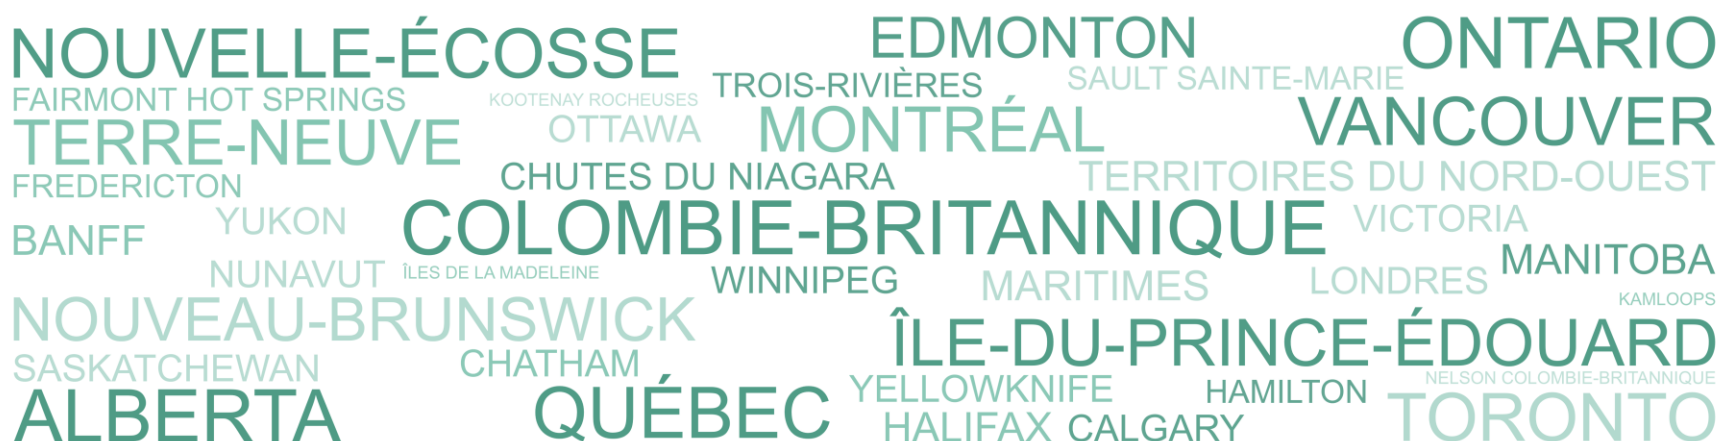 NOUVELLE-ÉCOSSE
EDMONTON
ONTARIO
TROIS-RIVIÈRES
SAULT SAINTE-MARIE
FAIRMONT HOT SPRINGS
KOOTENAY ROCHEUSES
VANCOUVER
TERRE-NEUVE
OTTAWA
MONTRÉAL
FREDERICTON
CHUTES DU NIAGARA
TERRITOIRES DU NORD-OUEST
BANFF
YUKON
COLOMBIE-BRITANNIQUE
VICTORIA
MANITOBA
NUNAVUT
ÎLES DE LA MADELEINE
WINNIPEG
MARITIMES
LONDRES
KAMLOOPS
NOUVEAU-BRUNSWICK
ÎLE-DU-PRINCE-ÉDOUARD
SASKATCHEWAN
CHATHAM
NELSON COLOMBIE-BRITANNIQUE
ALBERTA
QUÉBEC
YELLOWKNIFE
HAMILTON
TORONTO
HALIFAX
CALGARY